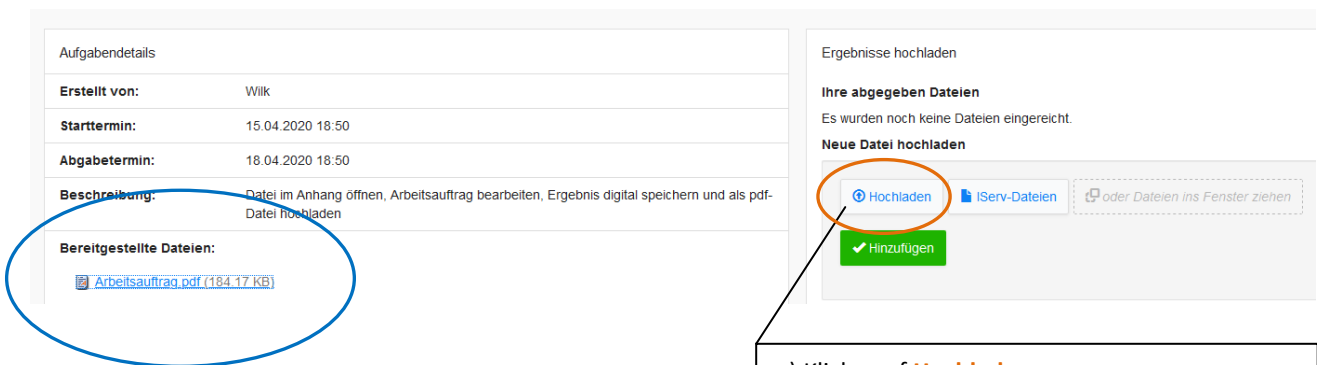 Aufgabendetails
Erstellt von: Wilk
Starttermin: 15.04.2020 18:50
Abgabetermin: 18.04.2020 18:50
Beschreibung: Datei im Anhang öffnen, Arbeitsauftrag bearbeiten, Ergebnis digital speichern und als pdf-
Datei hochladen
Bereitgestellte Dateien:
Arbeitsauftrag.pdf (184.17 KB)
Ergebnisse hochladen
Ihre abgegeben Dateien
Es wurden noch keine Dateien eingereicht.
Neue Datei hochladen
Hochladen IServ-Dateien oder Dateien ins Fenster ziehen
Hinzufügen